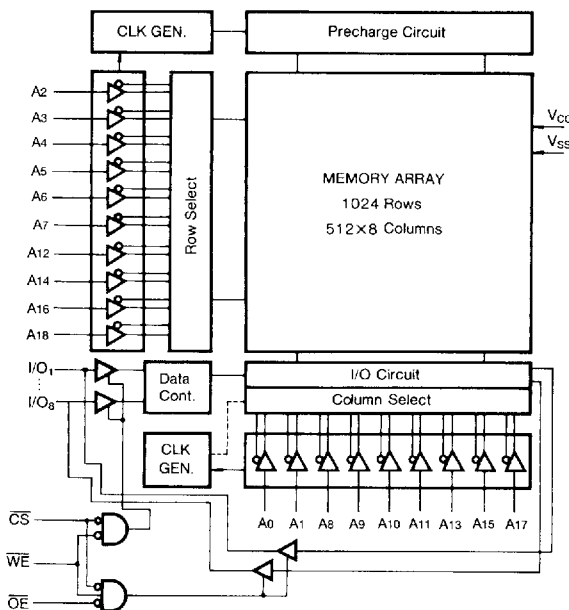 CLK GEN.
Precharge Circuit
A2
A3
A4
A5
A6
A7
A12
A14
A16
A18
Row Select
MEMORY ARRAY
1024 Rows
512×8 Columns
VCC
VSS
I/O1
I/O8
Data
Cont.
I/O Circuit
Column Select
CLK
GEN.
A0 A1 A8 A9 A10 A11 A13 A15 A17
CS
WE
OE